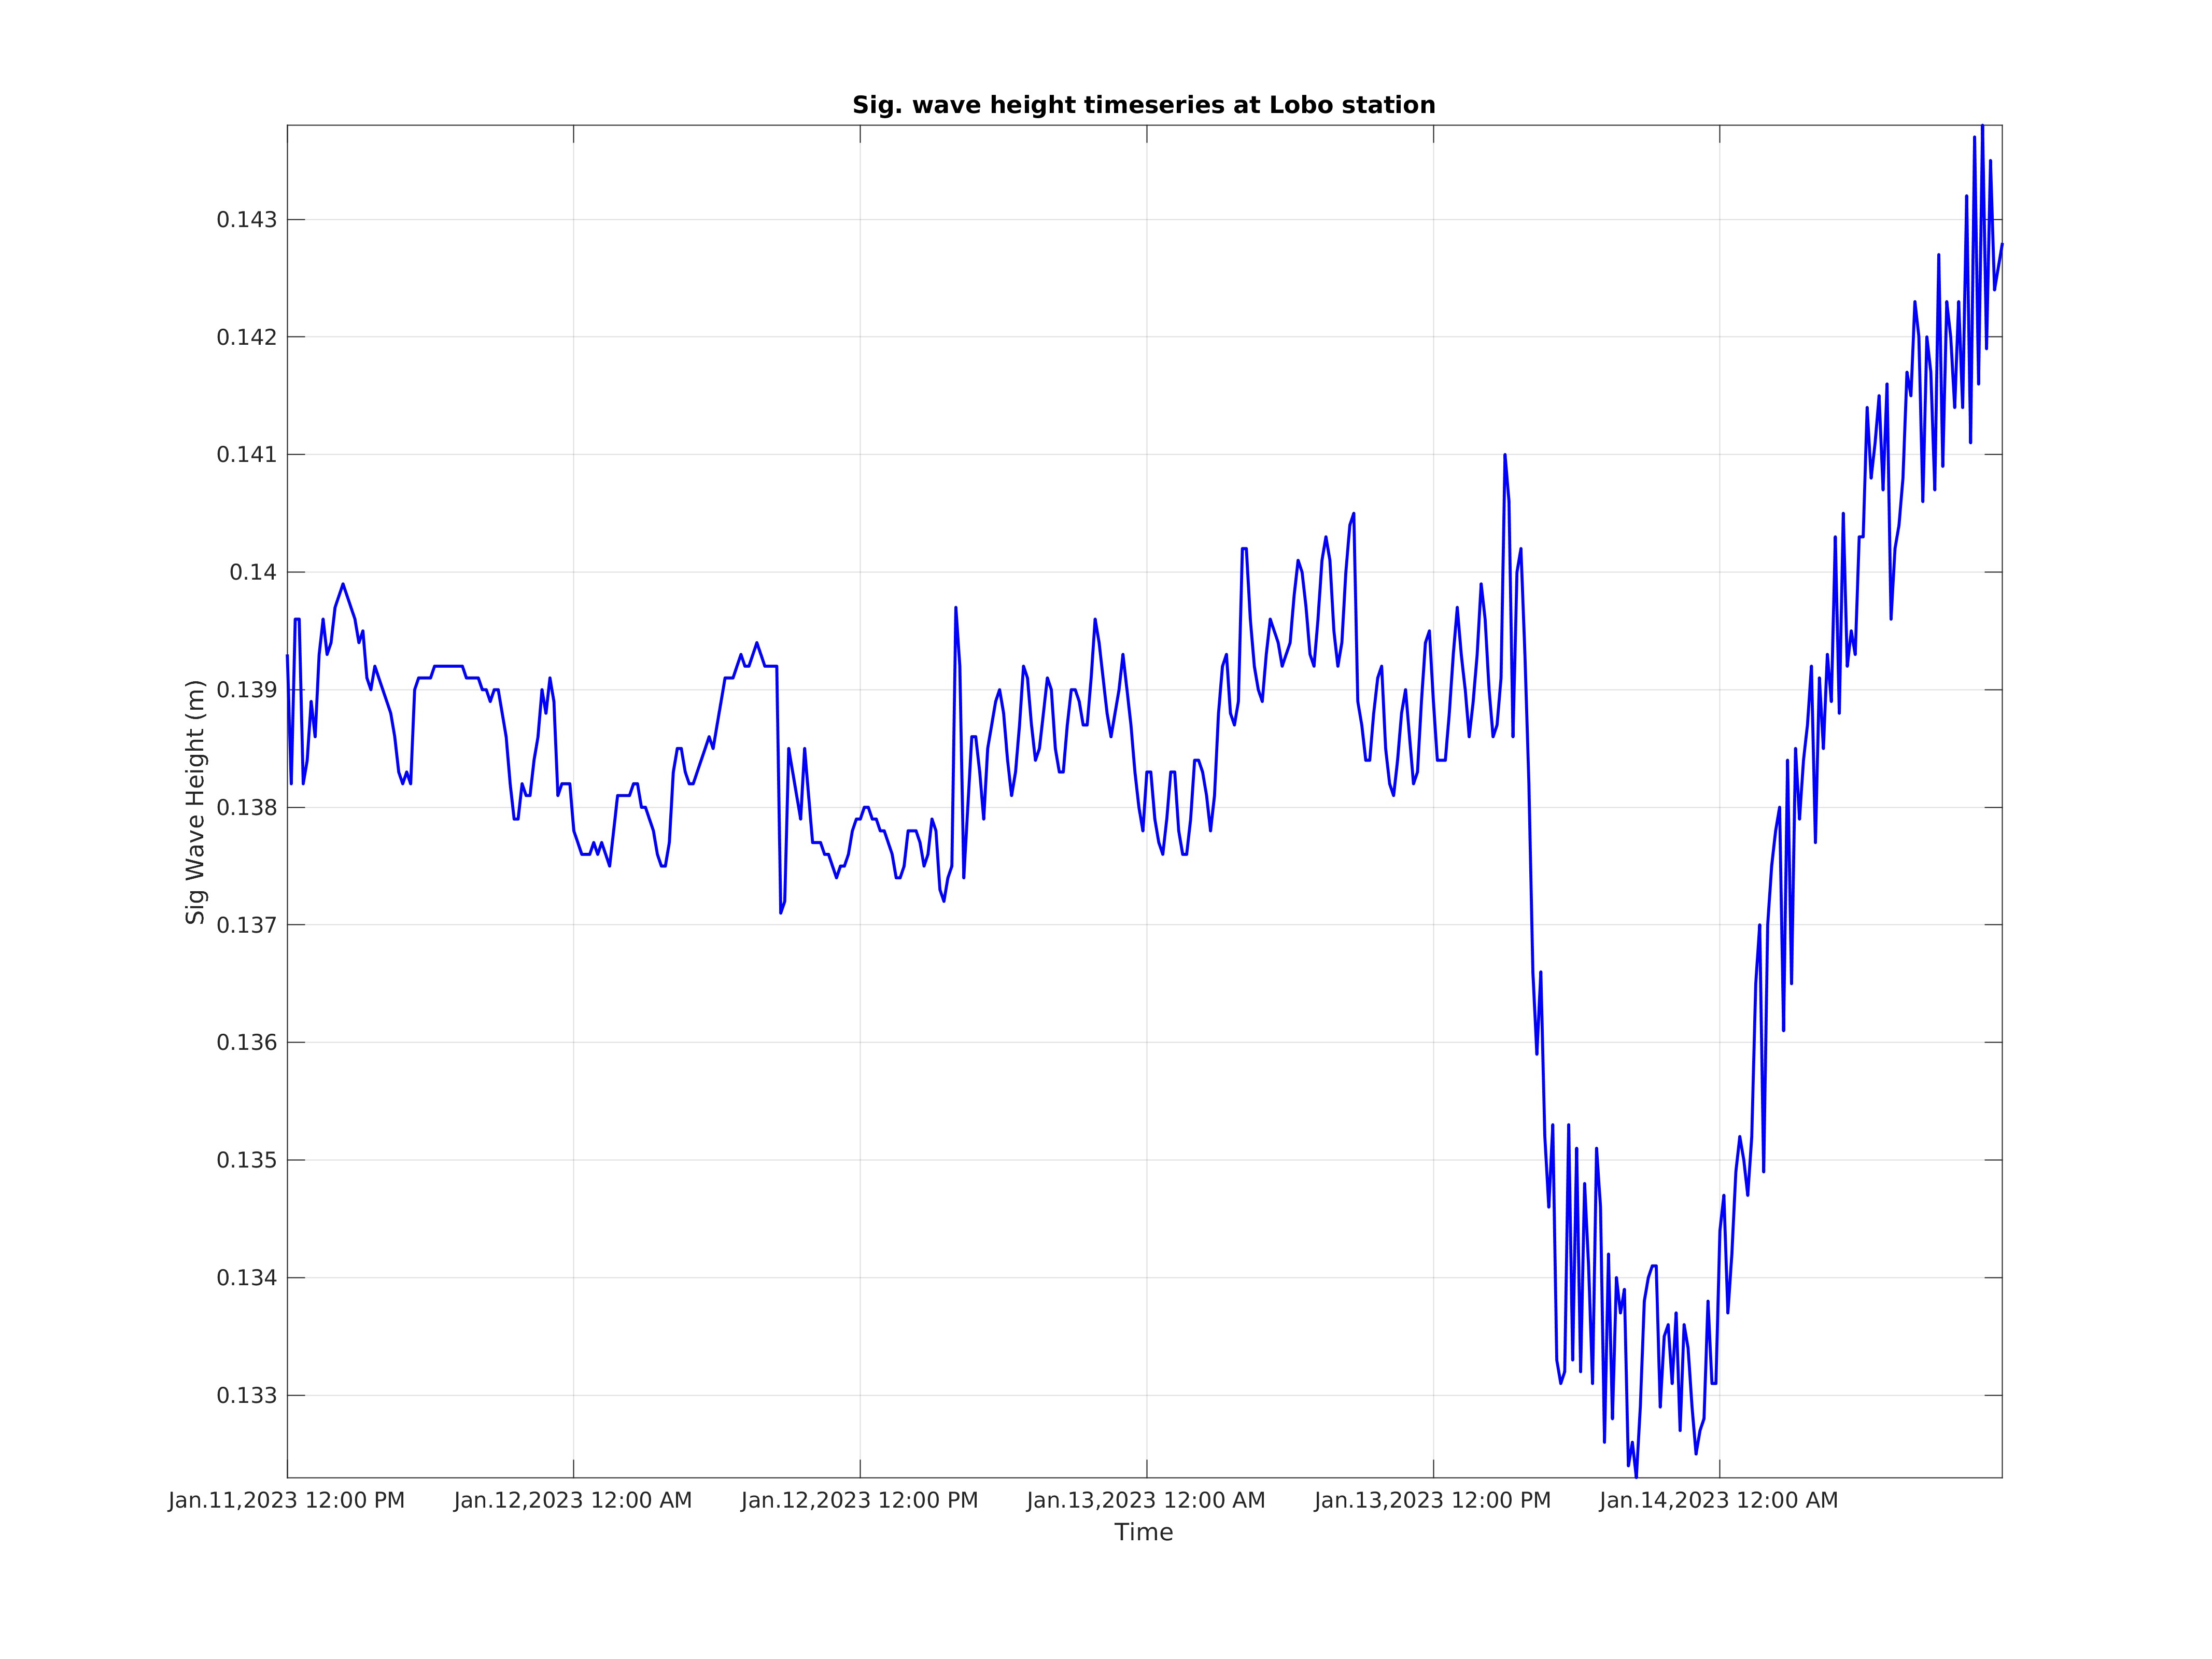 Sig. wave height timeseries at Lobo station
0.143
0.142
0.141
0.14
0.139
0.138
0.137
0.136
0.135
0.134
0.133
Sig Wave Height (m)
Jan.11,2023 12:00 PM Jan.12,2023 12:00 AM Jan.12,2023 12:00 PM Jan.13,2023 12:00 AM Jan.13,2023 12:00 PM Jan.14,2023 12:00 AM
Time